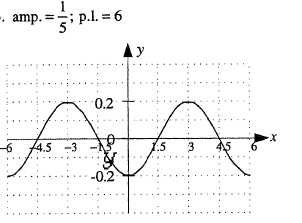 . amp. = 1/5; p.l. = 6
y
0.2
-6 -4.5 -3 -1.5 0 1.5 3 4.5 6 x
-0.2